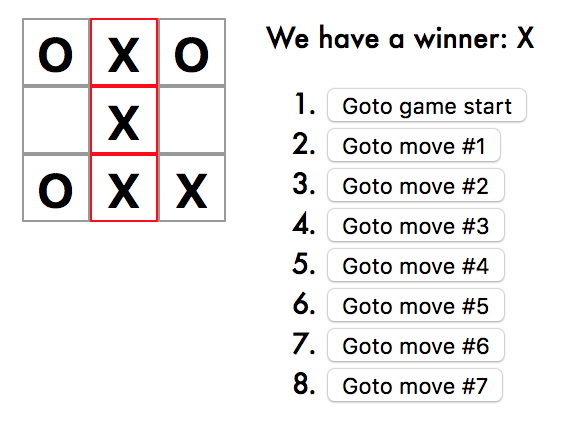 O X O
X
O X X
We have a winner: X
1. Goto game start
2. Goto move #1
3. Goto move #2
4. Goto move #3
5. Goto move #4
6. Goto move #5
7. Goto move #6
8. Goto move #7